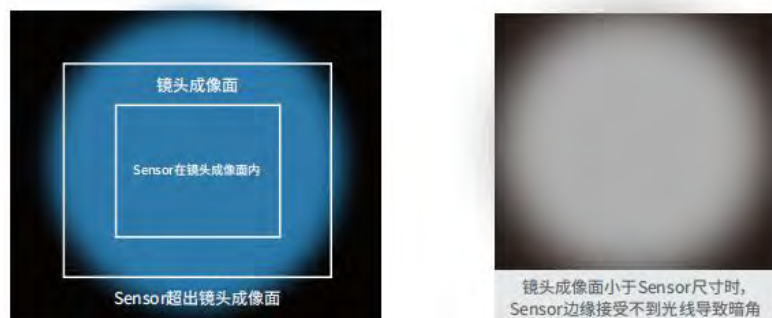 镜头成像面
Sensor在镜头成像面内
Sensor超出镜头成像面
镜头成像面小于Sensor尺寸时，
Sensor边缘接受不到光线导致暗角